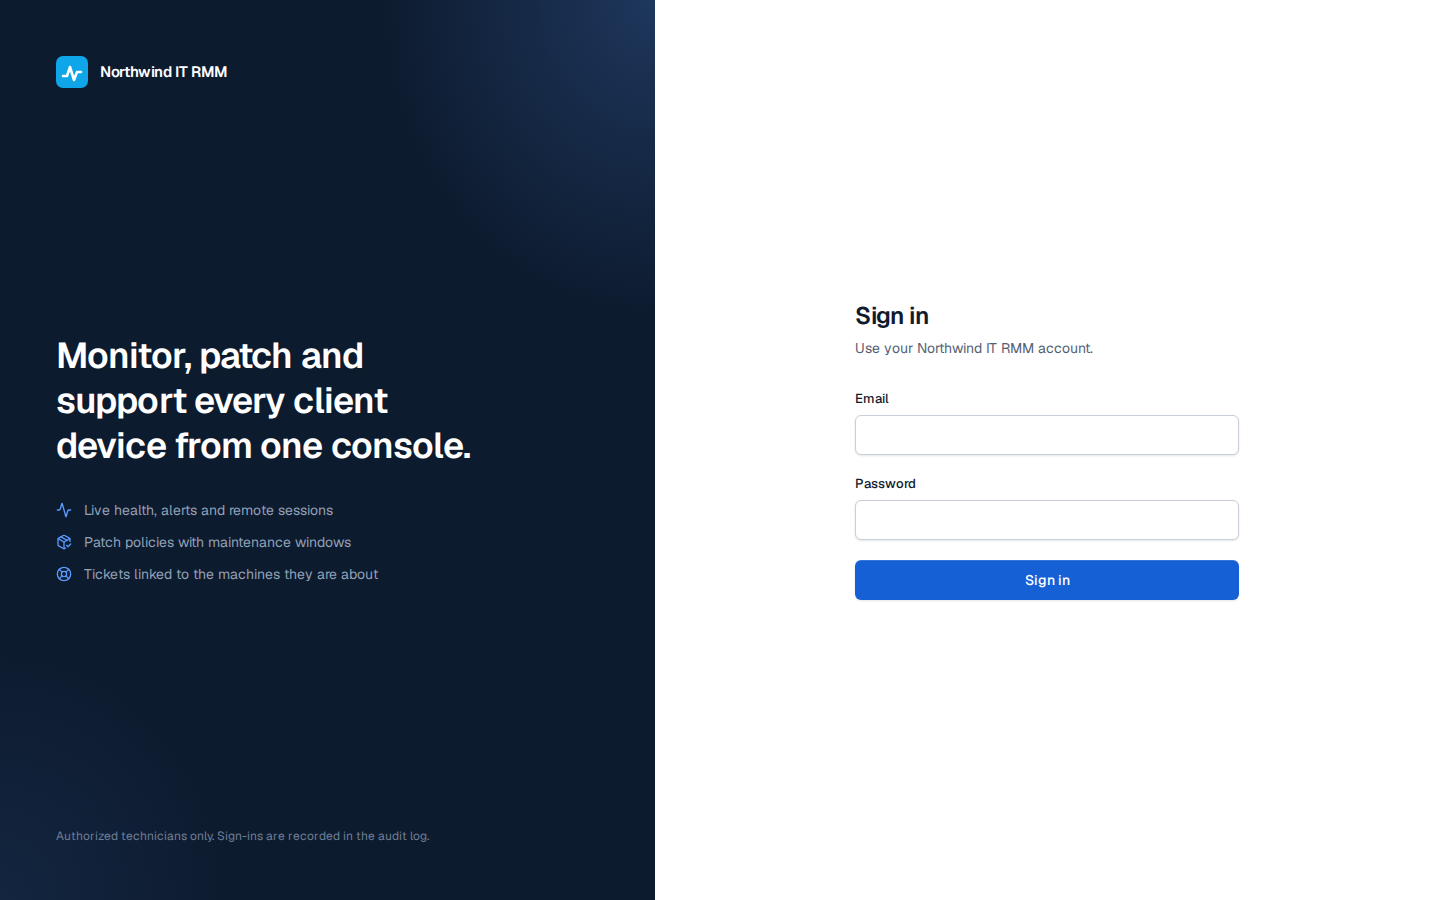 Northwind IT RMM
Monitor, patch and
support every client
device from one console.
Live health, alerts and remote sessions
Patch policies with maintenance windows
Tickets linked to the machines they are about
Authorized technicians only. Sign-ins are recorded in the audit log.
Sign in
Use your Northwind IT RMM account.
Email
Password
Sign in